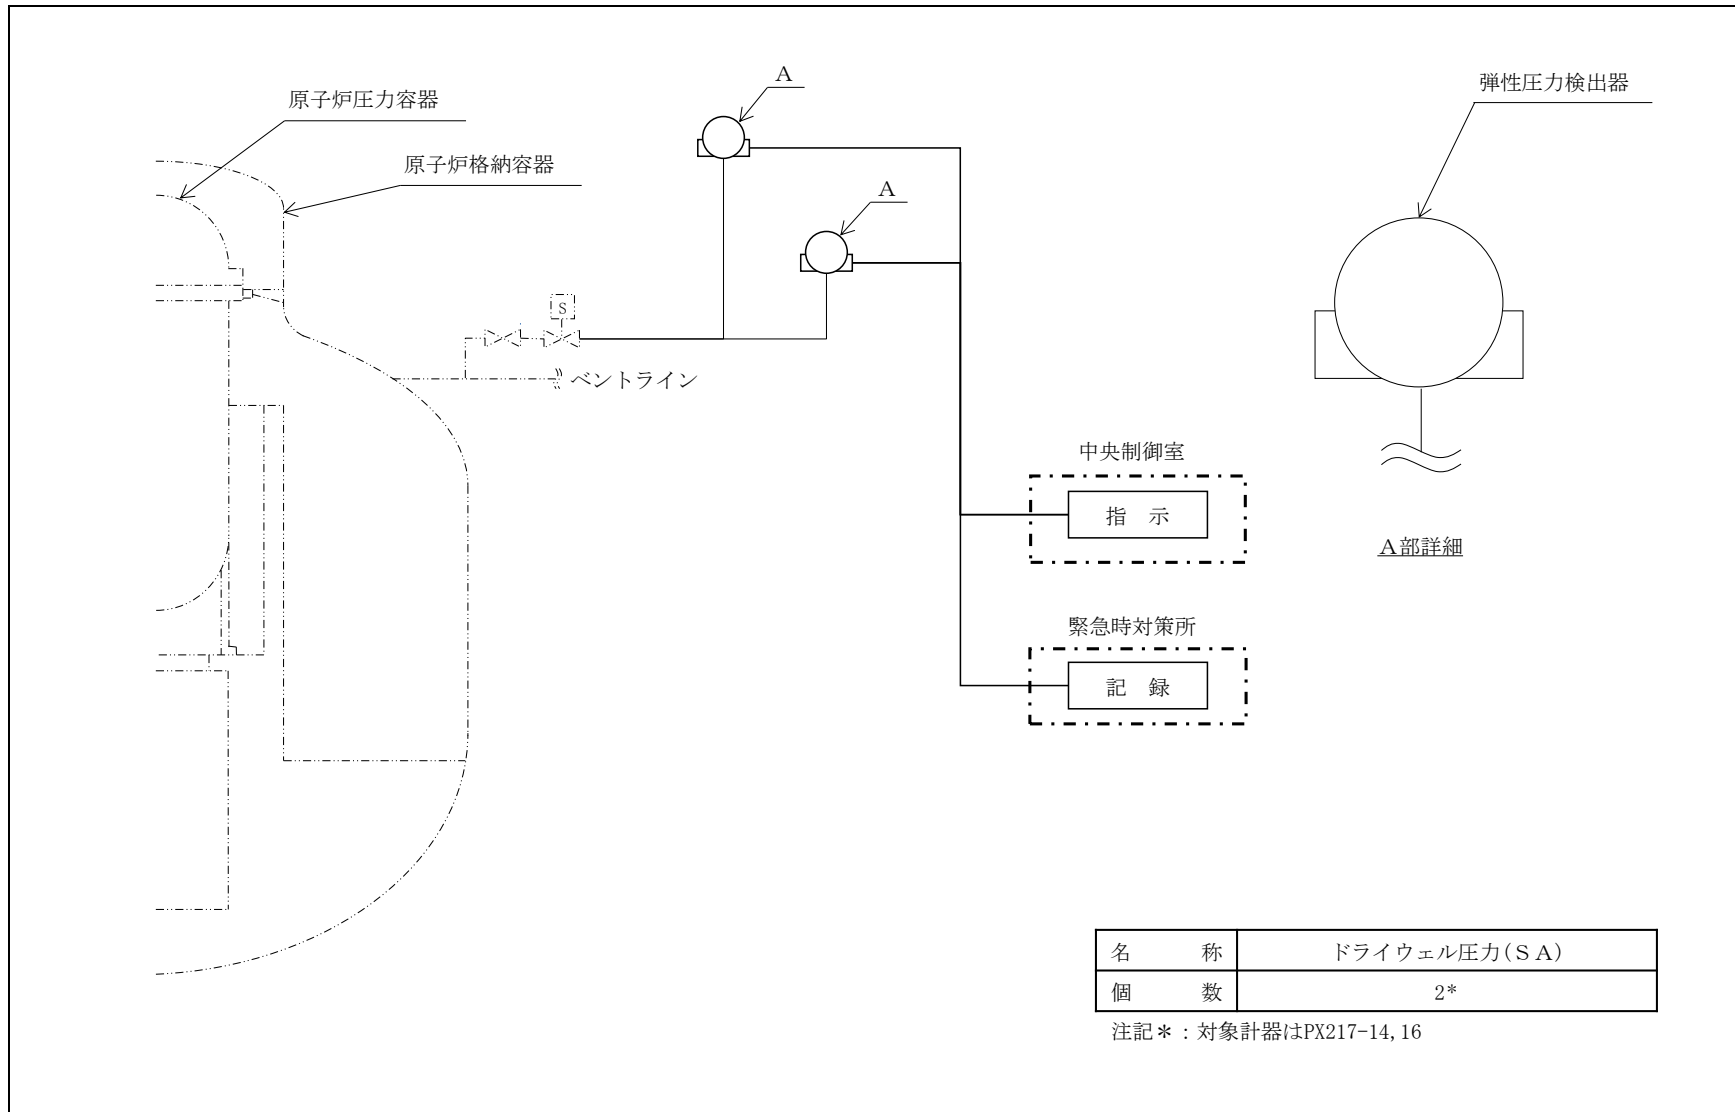 A
弾性圧力検出器
原子炉圧力容器
原子炉格納容器
A
S
ベントライン
中央制御室
指 示
A部詳細
緊急時対策所
記 録
名 称 ドライウェル圧力(SA)
個 数 2*
注記*:対象計器はPX217-14,16